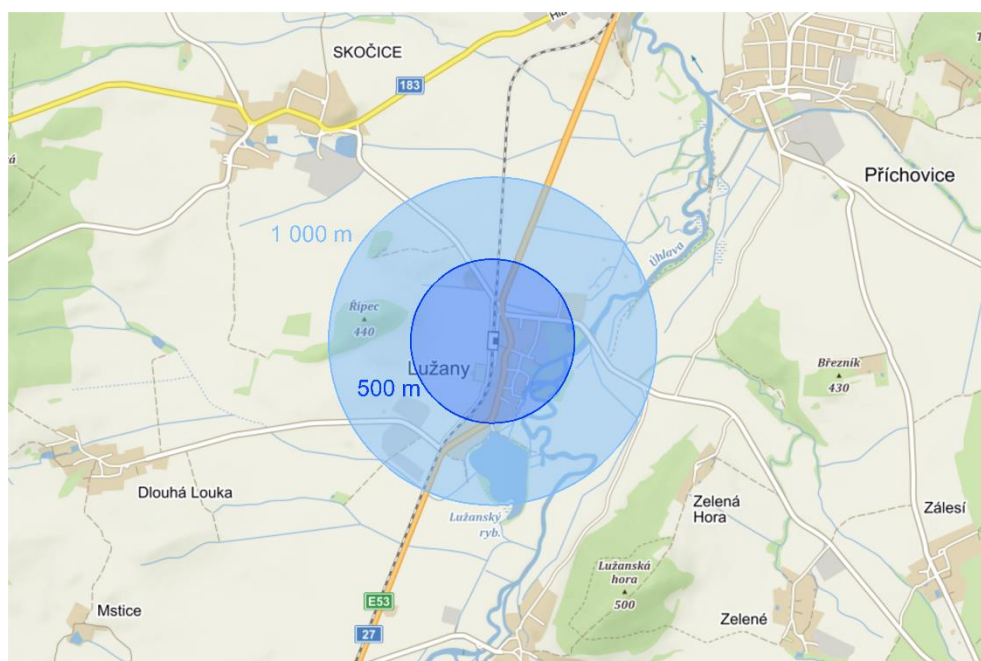 SKOČICE
183
Příchovice
1 000 m
Úhlava
Řípec
440
Lužany
500 m
Březník
430
Dlouhá Louka
Zelená
Hora
Zálesí
Lužanský
ryb.
Lužanská
hora
500
E53
Mstice
27
Zelené